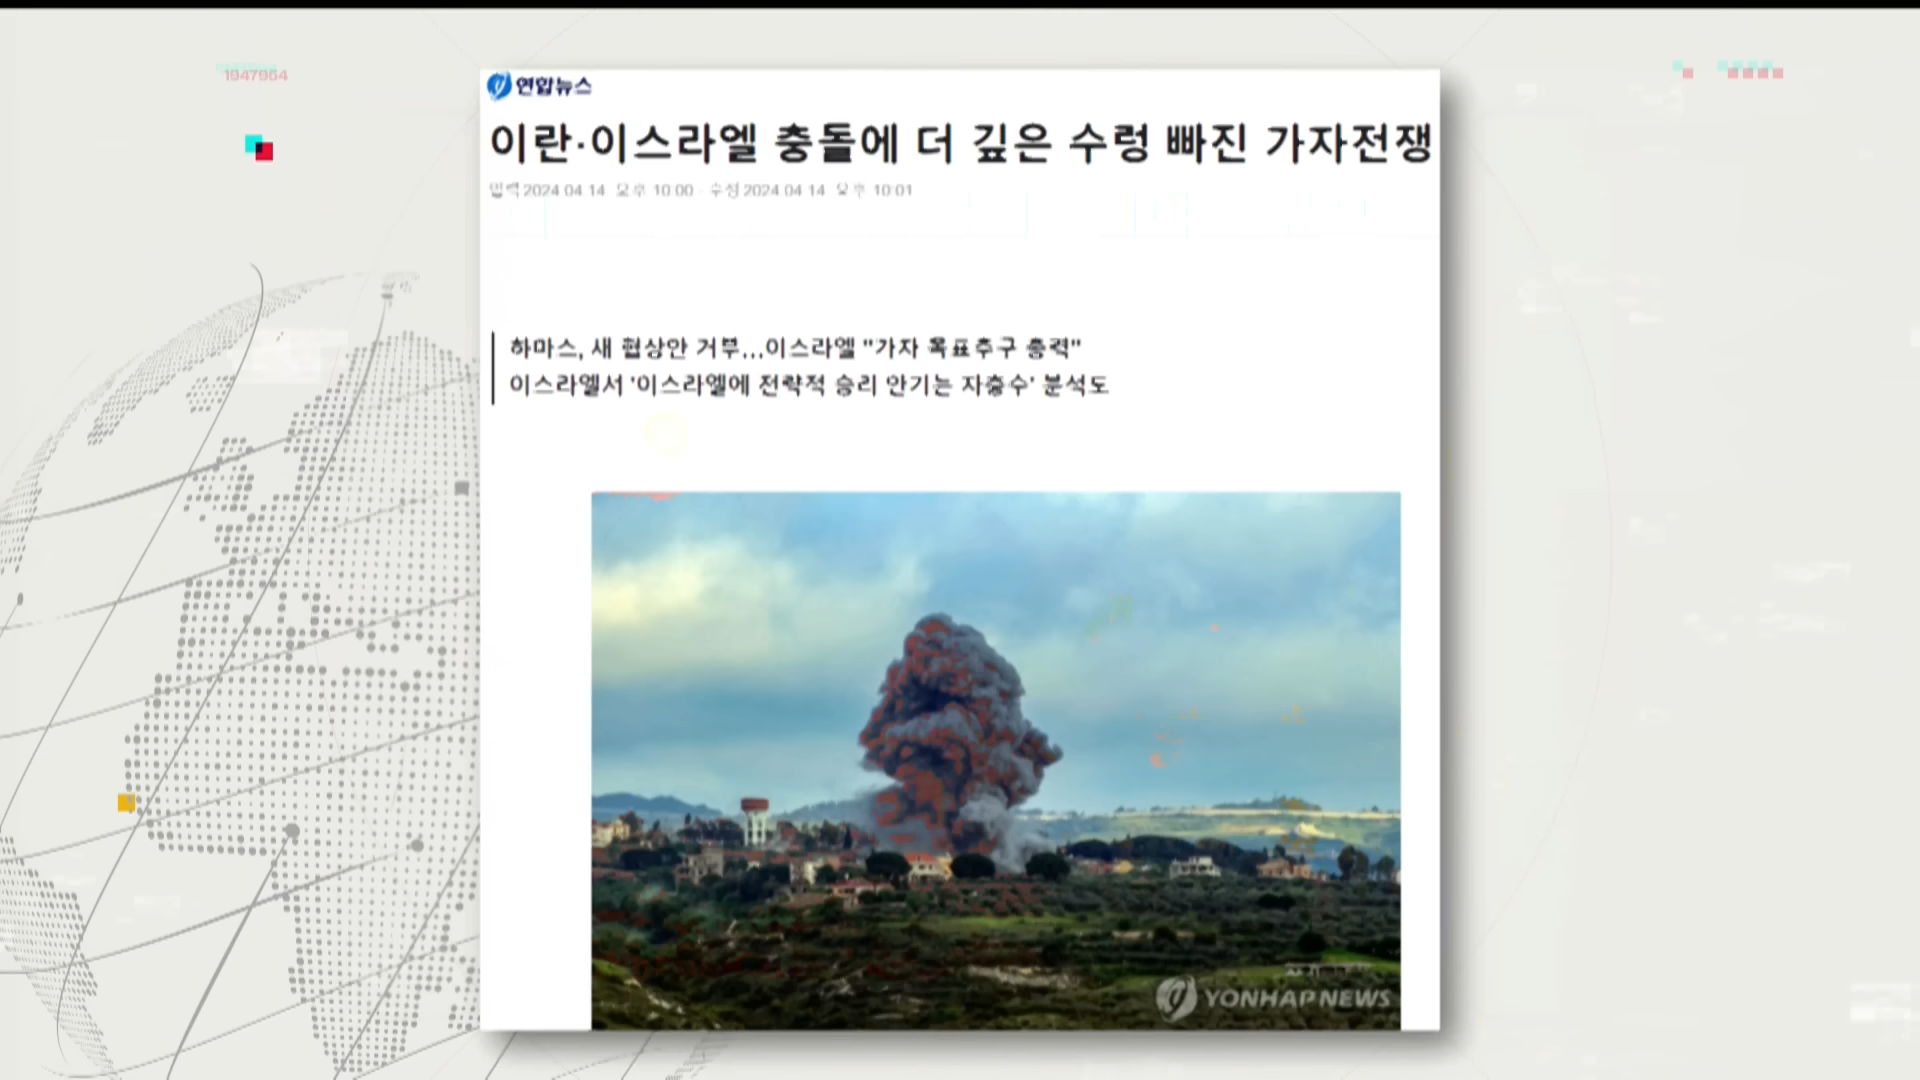 1947964
연합뉴스
이란·이스라엘 충돌에 더 깊은 수렁 빠진 가자전쟁
입력 2024 04 14 오후 10:00 · 수정 2024 04 14 오후 10:01
하마스, 새 협상안 거부...이스라엘 "가자 목표추구 총력"
이스라엘서 '이스라엘에 전략적 승리 안기는 자충수' 분석도
YONHAPNEWS